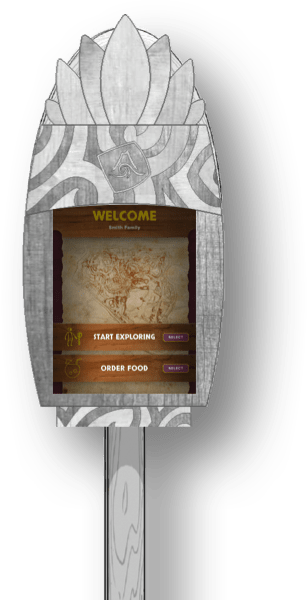 WELCOME
Smith Family
START EXPLORING
SELECT
ORDER FOOD
SELECT